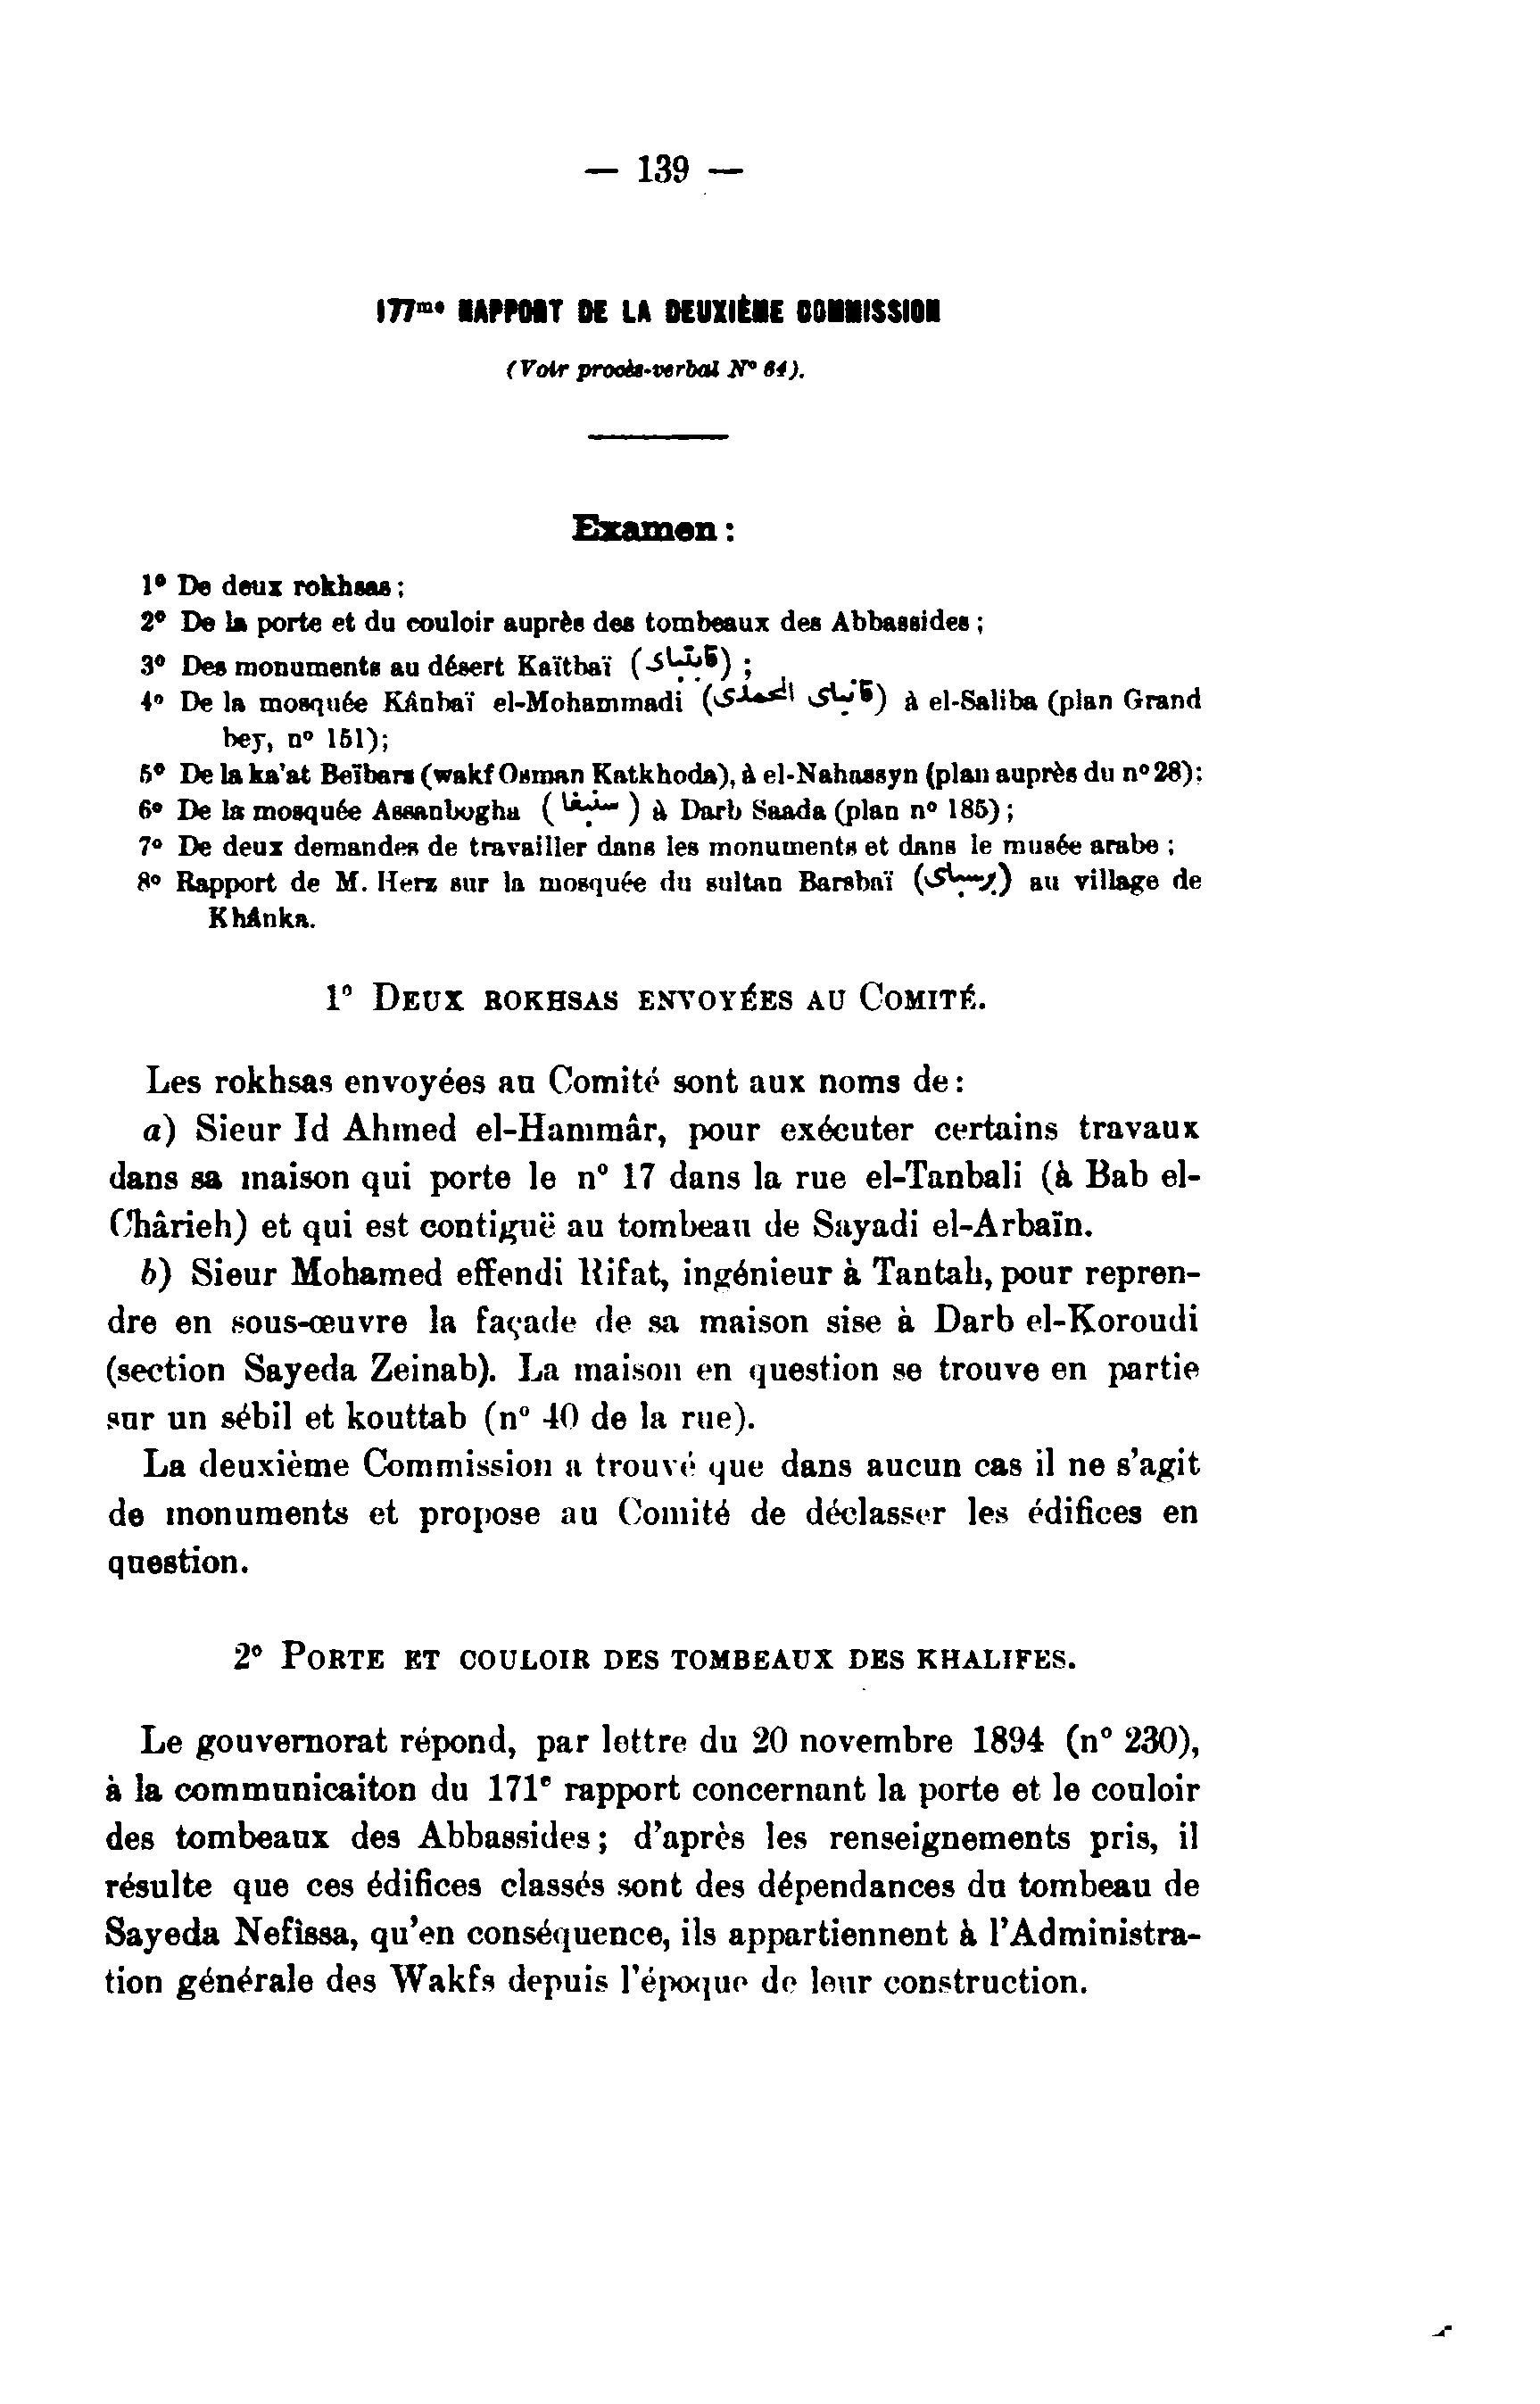 — 139 —
177me RAPPORT DE LA DEUXIÈME COMMISSION
(Voir procès-verbal N° 64).
Examen :
1° De deux rokhsas ;
2° De la porte et du couloir auprès des tombeaux des Abbassides ;
3° Des monuments au désert Kaïtbaï (قايتباى) ;
4° De la mosquée Kânbaï el-Mohammadi (قانباى المحمدى) à el-Saliba (plan Grand
bey, n° 151);
5° De la ka'at Beïbars (wakf Osman Katkhoda), à el-Nahassyn (plan auprès du n° 28);
6° De la mosquée Assanbogha ( سنبغا ) à Darb Saada (plan n° 185) ;
7° De deux demandes de travailler dans les monuments et dans le musée arabe ;
8° Rapport de M. Herz sur la mosquée du sultan Barsbaï (برسباى) au village de
Khânka.
1° DEUX ROKHSAS ENVOYÉES AU COMITÉ.
Les rokhsas envoyées au Comité sont aux noms de :
a) Sieur Id Ahmed el-Hammâr, pour exécuter certains travaux
dans sa maison qui porte le n° 17 dans la rue el-Tanbali (à Bab el-
Chârieh) et qui est contiguë au tombeau de Sayadi el-Arbaïn.
b) Sieur Mohamed effendi Rifat, ingénieur à Tantah, pour repren-
dre en sous-œuvre la façade de sa maison sise à Darb el-Koroudi
(section Sayeda Zeinab). La maison en question se trouve en partie
sur un sébil et kouttab (n° 40 de la rue).
La deuxième Commission a trouvé que dans aucun cas il ne s'agit
de monuments et propose au Comité de déclasser les édifices en
question.
2° PORTE ET COULOIR DES TOMBEAUX DES KHALIFES.
Le gouvernorat répond, par lettre du 20 novembre 1894 (n° 230),
à la communicaiton du 171e rapport concernant la porte et le couloir
des tombeaux des Abbassides ; d'après les renseignements pris, il
résulte que ces édifices classés sont des dépendances du tombeau de
Sayeda Nefissa, qu'en conséquence, ils appartiennent à l'Administra-
tion générale des Wakfs depuis l'époque de leur construction.